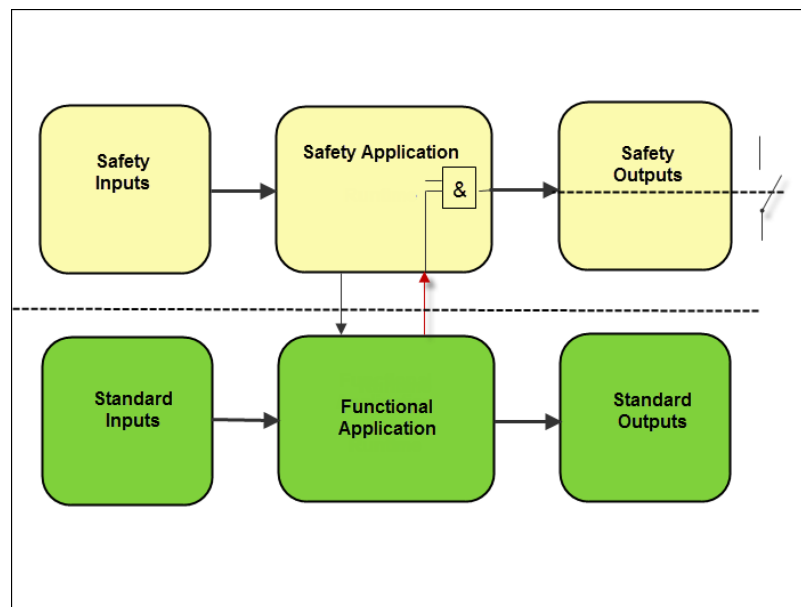 Safety
Inputs
Safety Application
&
Safety
Outputs
Standard
Inputs
Functional
Application
Standard
Outputs